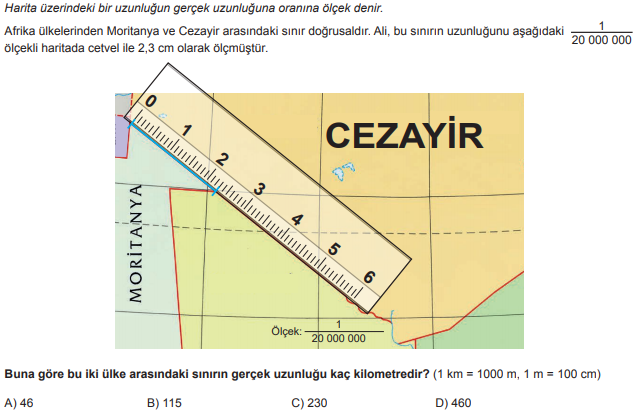 Harita üzerindeki bir uzunluğun gerçek uzunluğuna oranına ölçek denir.
Afrika ülkelerinden Moritanya ve Cezayir arasındaki sınır doğrusaldır. Ali, bu sınırın uzunluğunu aşağıdaki 1/20 000 000
ölçekli haritada cetvel ile 2,3 cm olarak ölçmüştür.
0
1
2
3
4
5
6
CEZAYİR
MORİTANYA
Ölçek: 1/20 000 000
Buna göre bu iki ülke arasındaki sınırın gerçek uzunluğu kaç kilometredir? (1 km = 1000 m, 1 m = 100 cm)
A) 46 B) 115 C) 230 D) 460